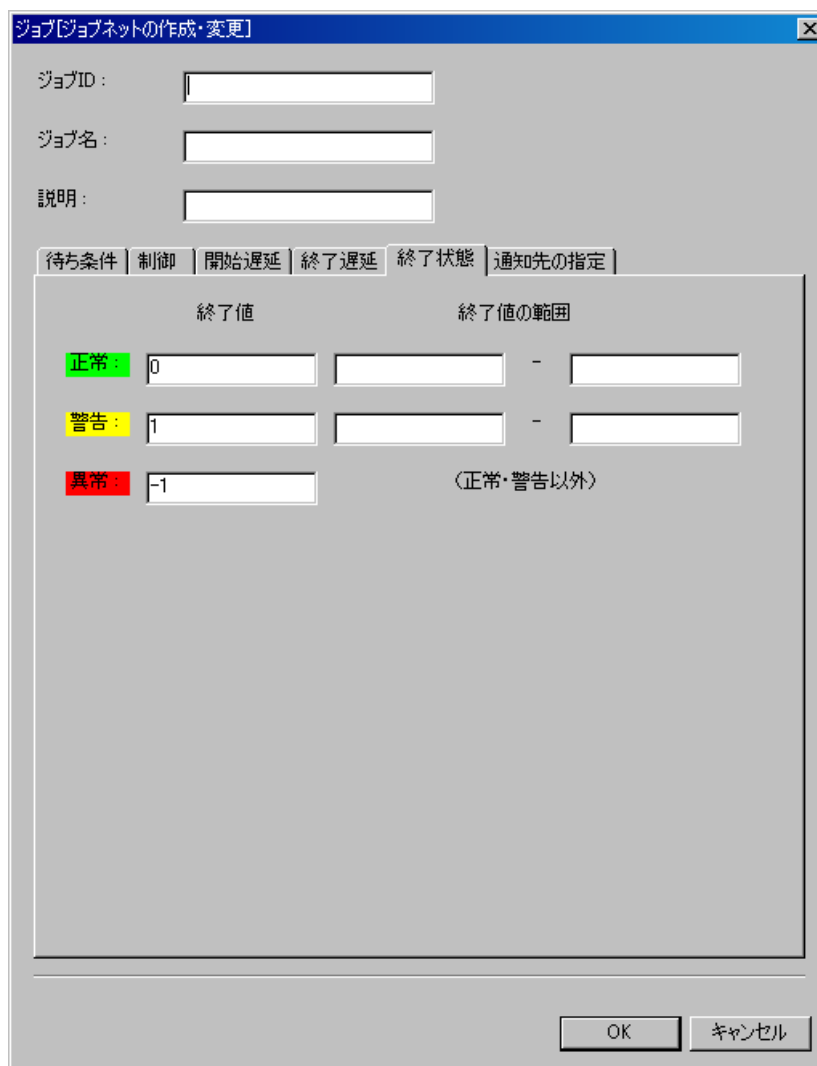 ジョブ[ジョブネットの作成・変更]
ジョブID：
ジョブ名：
説明：
待ち条件 制御 開始遅延 終了遅延 終了状態 通知先の指定
終了値 終了値の範囲
正常： 0 -
警告： 1 -
異常： -1 （正常・警告以外）
OK キャンセル